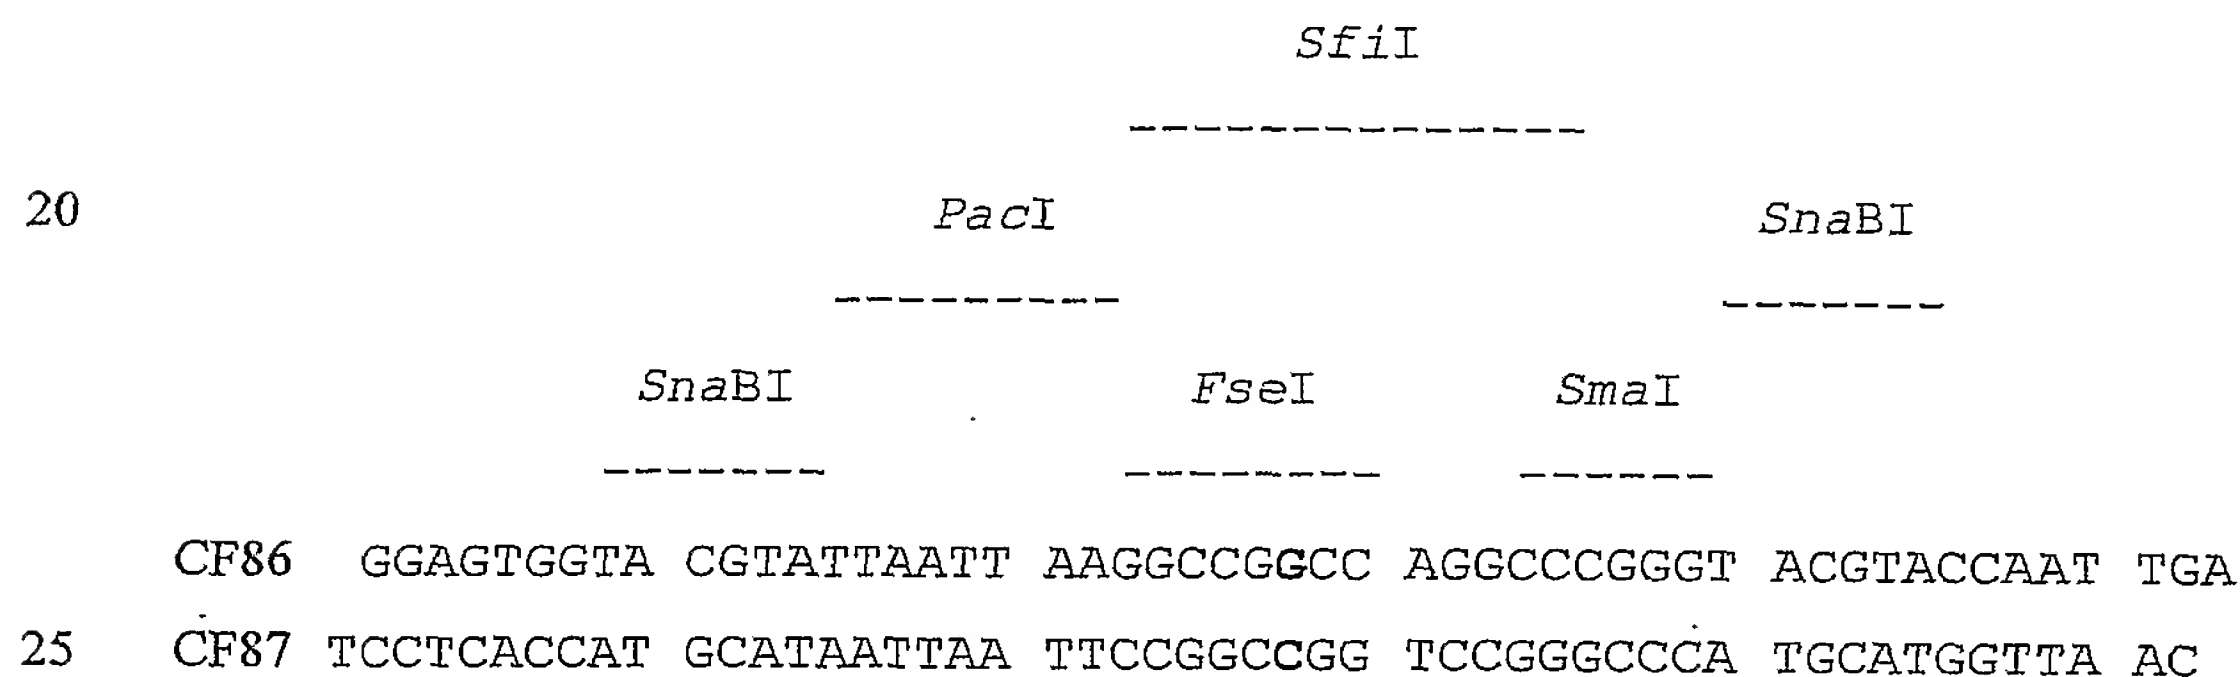 SfiI
--------------
20 PacI SnaBI
--------- -------
SnaBI FseI SmaI
------- -------- ------
CF86 GGAGTGGTA CGTATTAATT AAGGCCGGCC AGGCCCGGGT ACGTACCAAT TGA
25 CF87 TCCTCACCAT GCATAATTAA TTCCGGCCGG TCCGGGCCCA TGCATGGTTA AC